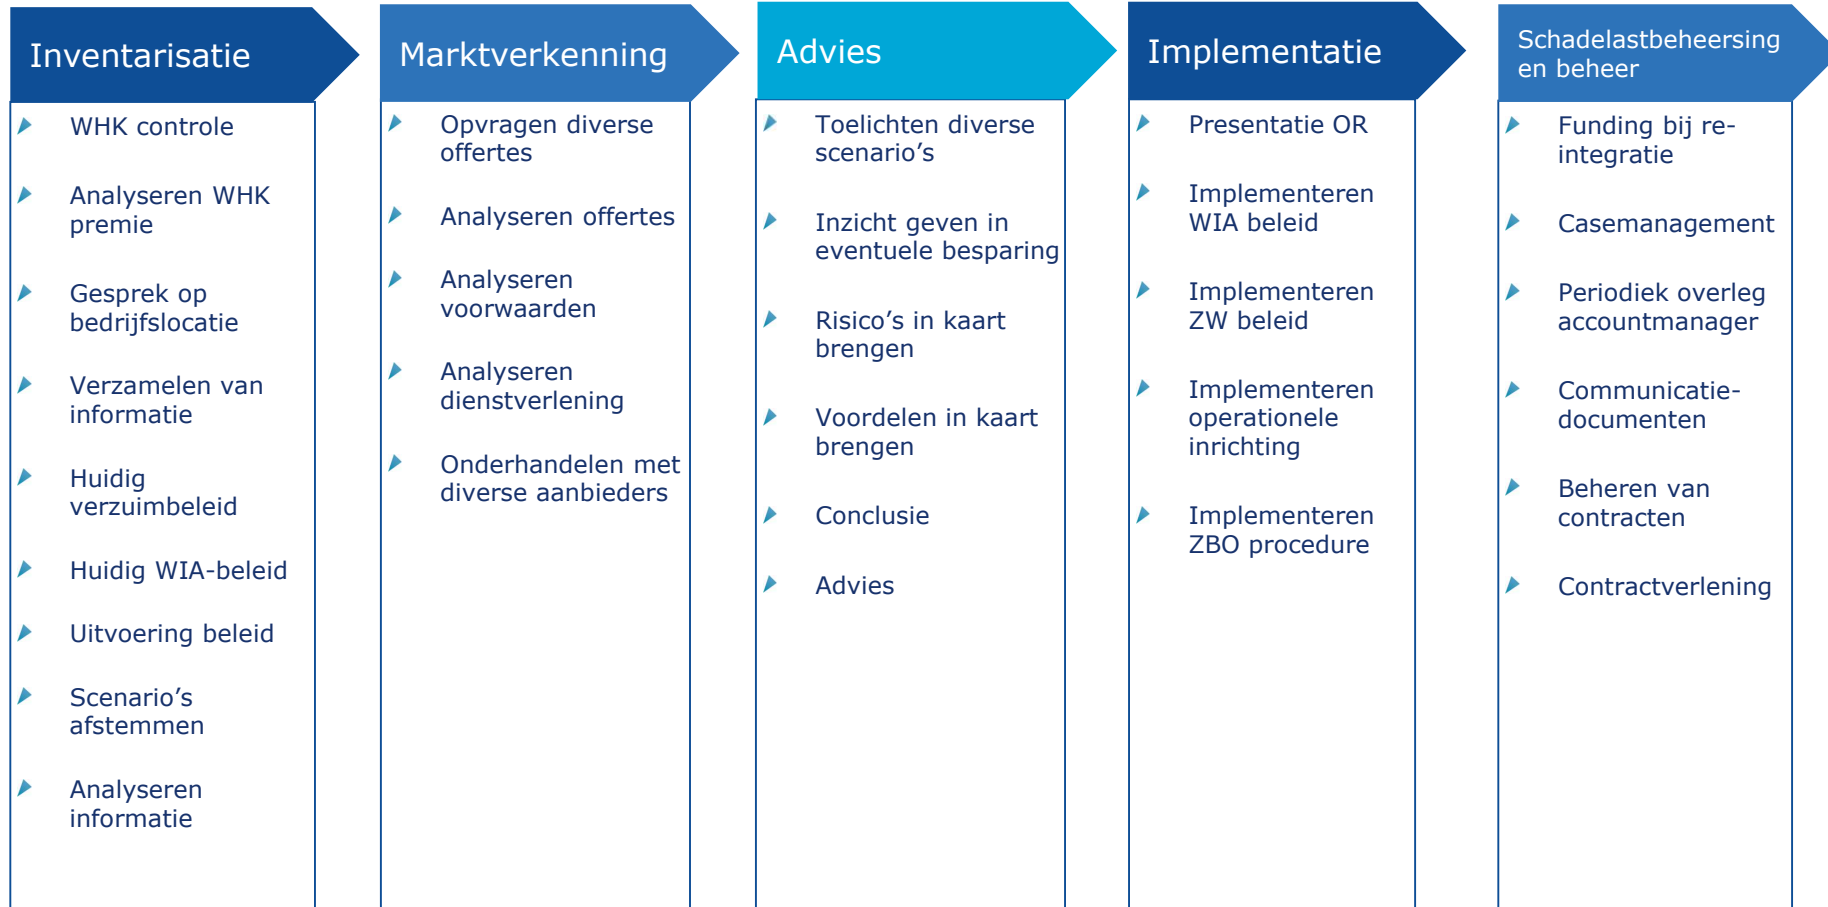 Inventarisatie
WHK controle
Analyseren WHK
premie
Gesprek op
bedrijfslocatie
Verzamelen van
informatie
Huidig
verzuimbeleid
Huidig WIA-beleid
Uitvoering beleid
Scenario’s
afstemmen
Analyseren
informatie
Marktverkenning
Opvragen diverse
offertes
Analyseren offertes
Analyseren
voorwaarden
Analyseren
dienstverlening
Onderhandelen met
diverse aanbieders
Advies
Toelichten diverse
scenario’s
Inzicht geven in
eventuele besparing
Risico’s in kaart
brengen
Voordelen in kaart
brengen
Conclusie
Advies
Implementatie
Presentatie OR
Implementeren
WIA beleid
Implementeren
ZW beleid
Implementeren
operationele
inrichting
Implementeren
ZBO procedure
Schadelastbeheersing
en beheer
Funding bij re-
integratie
Casemanagement
Periodiek overleg
accountmanager
Communicatie-
documenten
Beheren van
contracten
Contractverlening